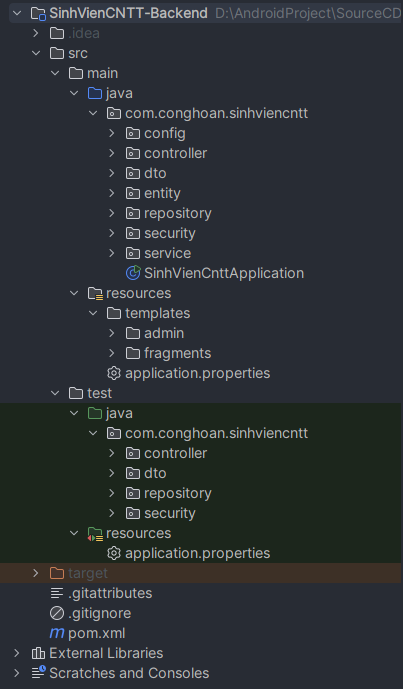 SinhVienCNTT-Backend D:\AndroidProject\SourceCD
.idea
src
main
java
com.conghoan.sinhviencntt
config
controller
dto
entity
repository
security
service
SinhVienCnttApplication
resources
templates
admin
fragments
application.properties
test
java
com.conghoan.sinhviencntt
controller
dto
repository
security
resources
application.properties
target
.gitattributes
.gitignore
m pom.xml
External Libraries
Scratches and Consoles